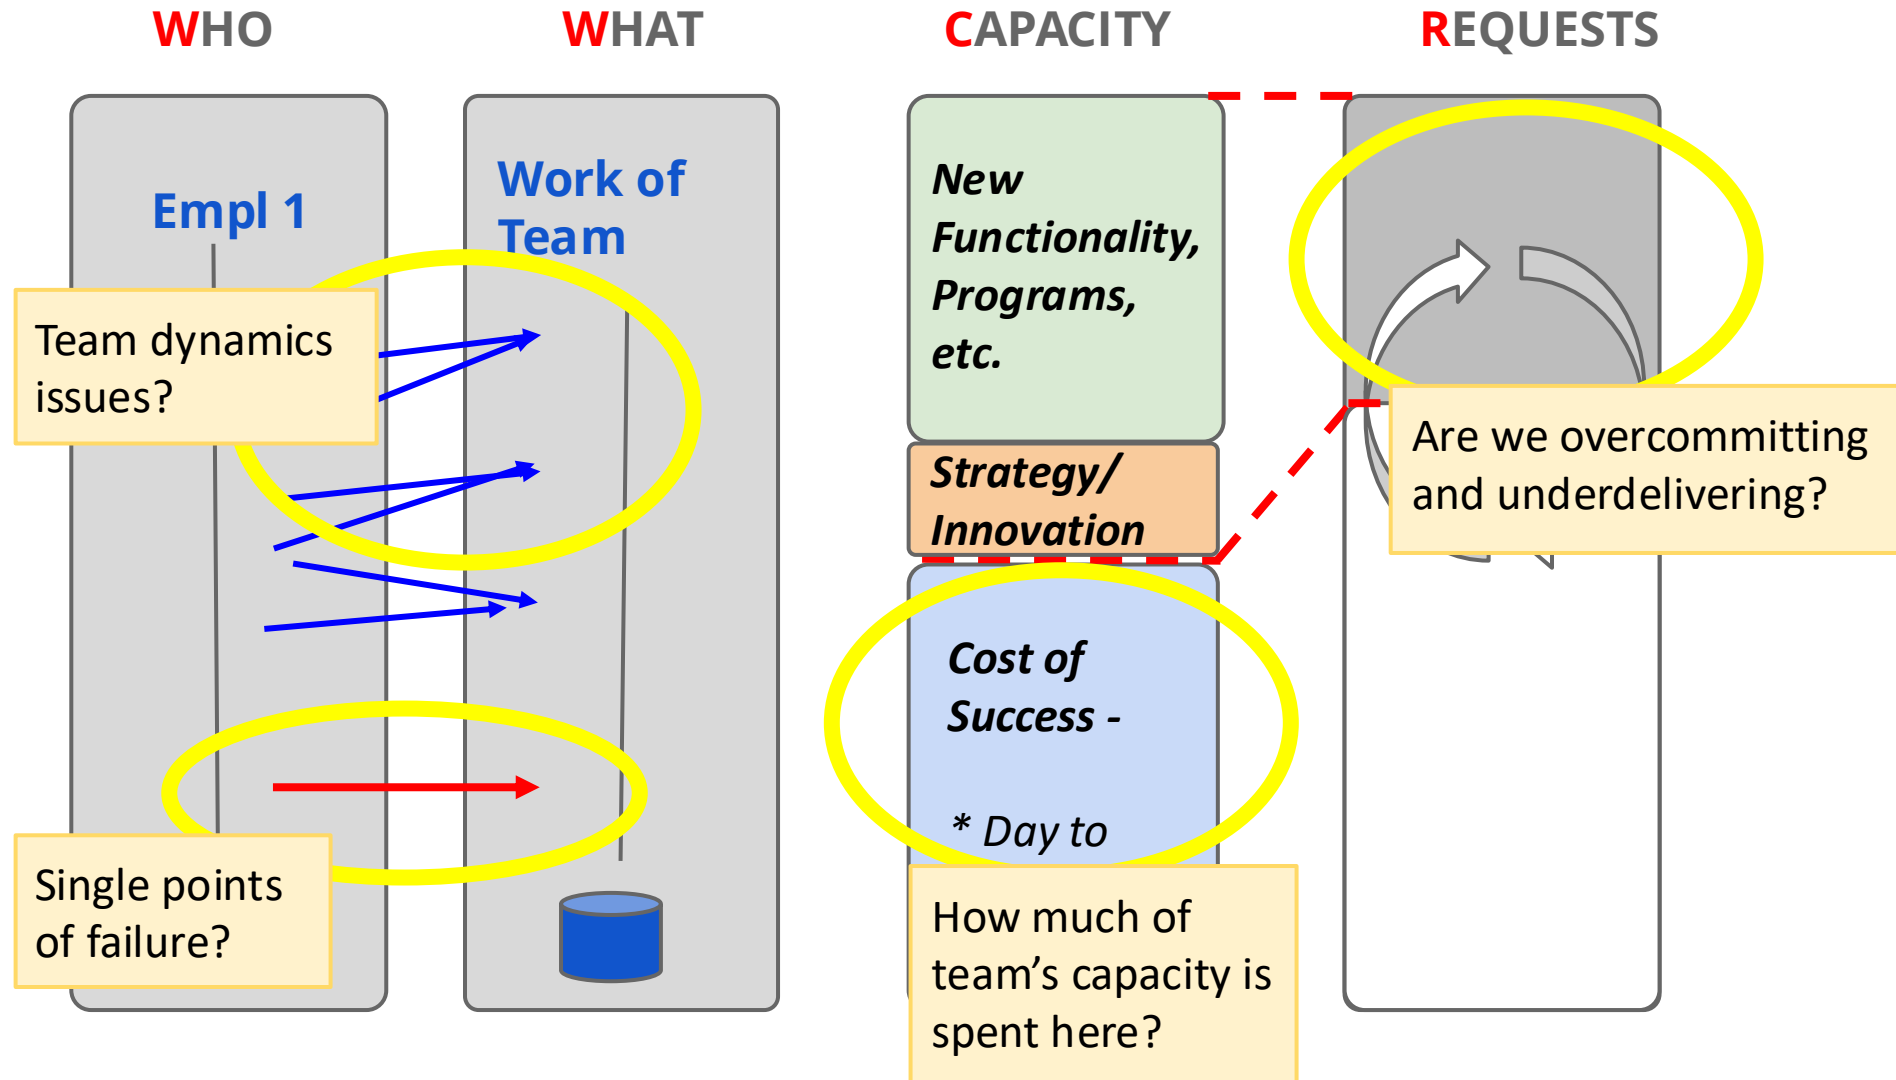 WHO
WHAT
CAPACITY
REQUESTS
Empl 1
Work of
Team
Team dynamics
issues?
Single points
of failure?
New
Functionality,
Programs,
etc.
Strategy/
Innovation
Cost of
Success -
* Day to
How much of
team’s capacity is
spent here?
Are we overcommitting
and underdelivering?